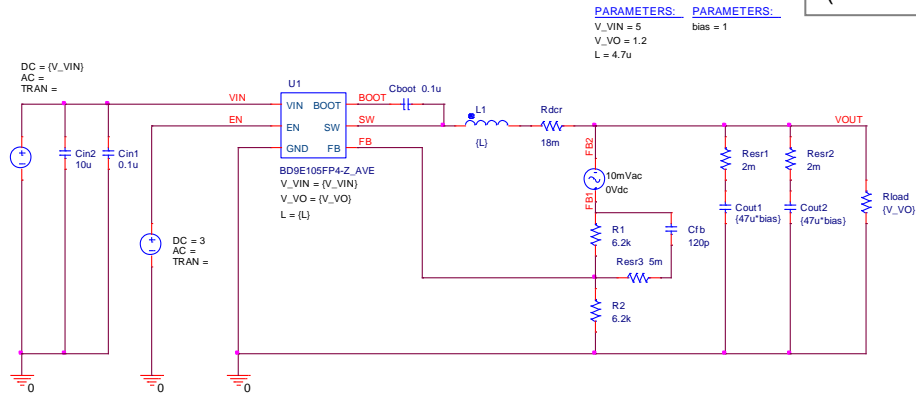 PARAMETERS:
V_VIN = 5
V_VO = 1.2
L = 4.7u
PARAMETERS:
bias = 1
DC = {V_VIN}
AC =
TRAN =
VIN
EN
U1
VIN
EN
GND
BOOT
SW
FB
BD9E105FP4-Z_AVE
V_VIN = {V_VIN}
V_VO = {V_VO}
L = {L}
BOOT
SW
FB
Cboot 0.1u
L1
{L}
Rdcr
18m
VOUT
FB2
10mVac
0Vdc
FB1
R1
6.2k
Cfb
120p
Resr3 5m
R2
6.2k
Resr1
2m
Resr2
2m
Cout1
{47u*bias}
Cout2
{47u*bias}
Rload
{V_VO}
Cin2
10u
Cin1
0.1u
DC = 3
AC =
TRAN =
0
0
0